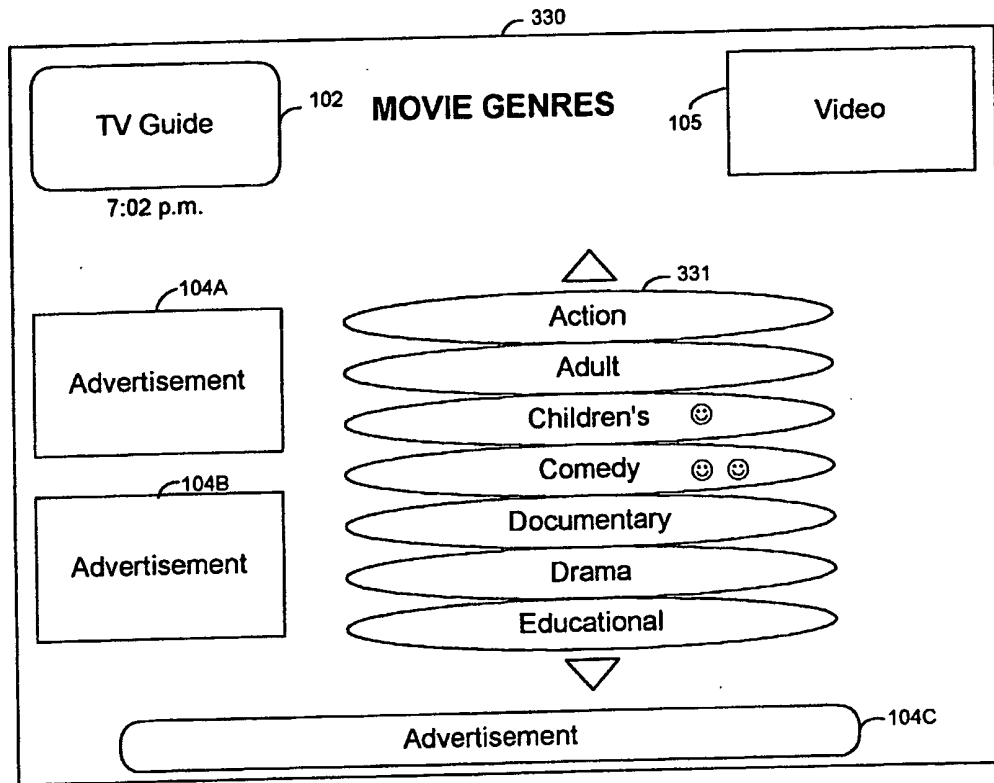 330
TV Guide
102
MOVIE GENRES
105
Video
7:02 p.m.
104A
Advertisement
104B
Advertisement
331
Action
Adult
Children's ☺
Comedy ☺ ☺
Documentary
Drama
Educational
Advertisement
104C